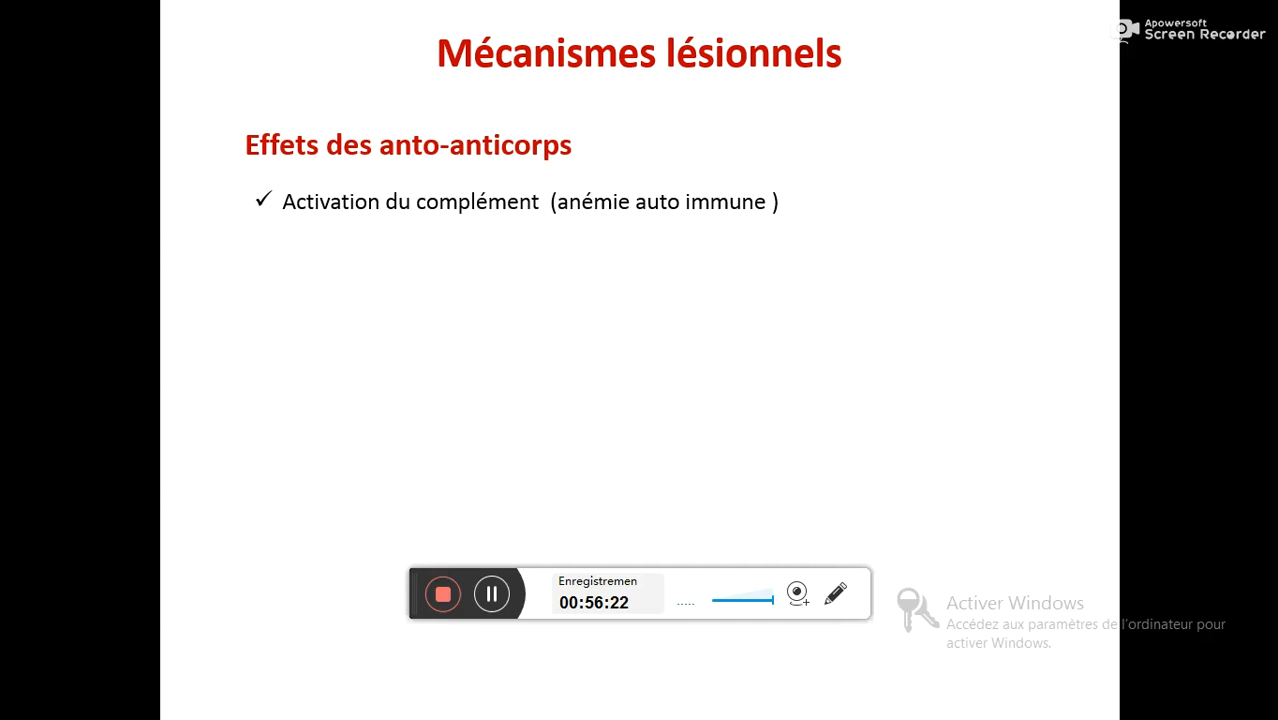 Apowersoft
Screen Recorder
Mécanismes lésionnels
Effets des anto-anticorps
✓ Activation du complément (anémie auto immune )
Enregistremen
00:56:22
.....
Activer Windows
Accédez aux paramètres de l'ordinateur pour
activer Windows.